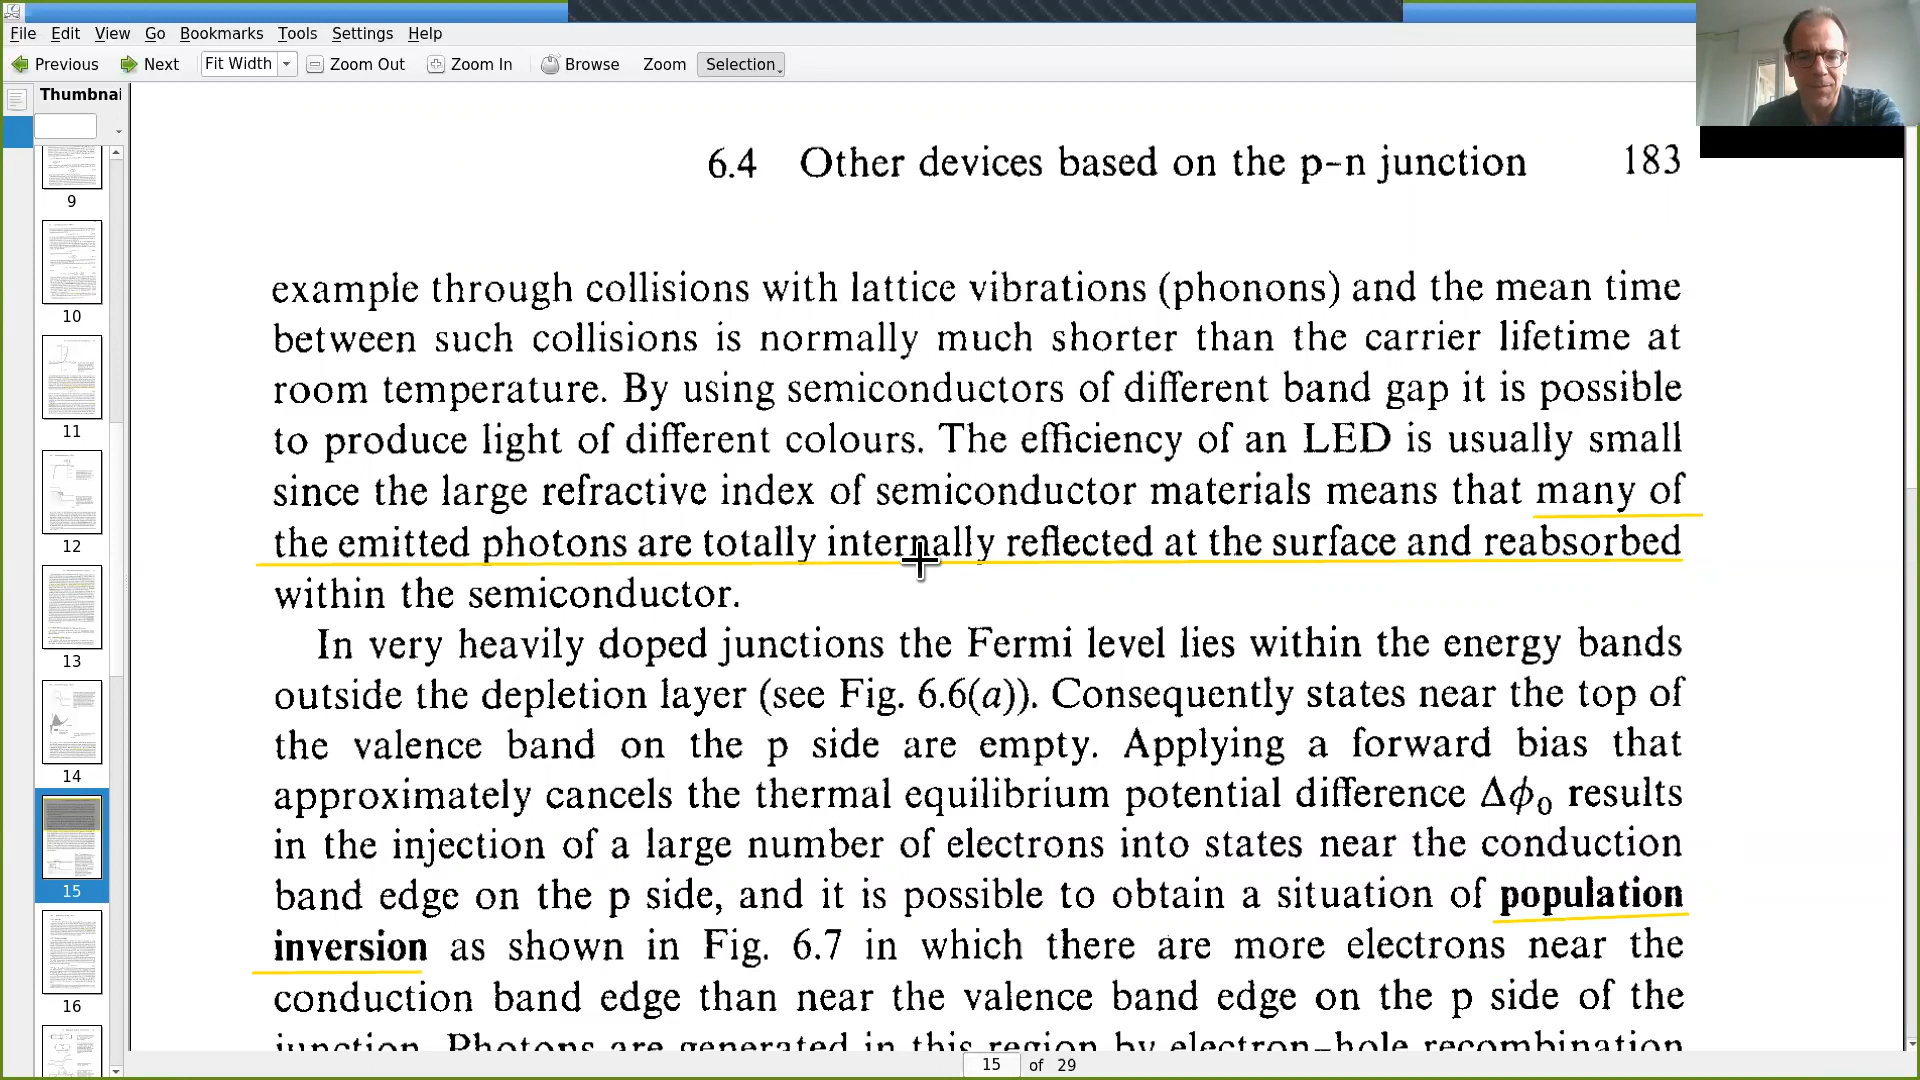 File Edit View Go Bookmarks Tools Settings Help
Previous Next Fit Width Zoom Out Zoom In Browse Zoom Selection
Thumbnai
9
10
11
12
13
14
15
16
6.4 Other devices based on the p–n junction 183
example through collisions with lattice vibrations (phonons) and the mean time
between such collisions is normally much shorter than the carrier lifetime at
room temperature. By using semiconductors of different band gap it is possible
to produce light of different colours. The efficiency of an LED is usually small
since the large refractive index of semiconductor materials means that many of
the emitted photons are totally internally reflected at the surface and reabsorbed
within the semiconductor.
In very heavily doped junctions the Fermi level lies within the energy bands
outside the depletion layer (see Fig. 6.6(a)). Consequently states near the top of
the valence band on the p side are empty. Applying a forward bias that
approximately cancels the thermal equilibrium potential difference Δϕ₀ results
in the injection of a large number of electrons into states near the conduction
band edge on the p side, and it is possible to obtain a situation of population
inversion as shown in Fig. 6.7 in which there are more electrons near the
conduction band edge than near the valence band edge on the p side of the
junction. Photons are generated in this region by electron–hole recombination
15 of 29